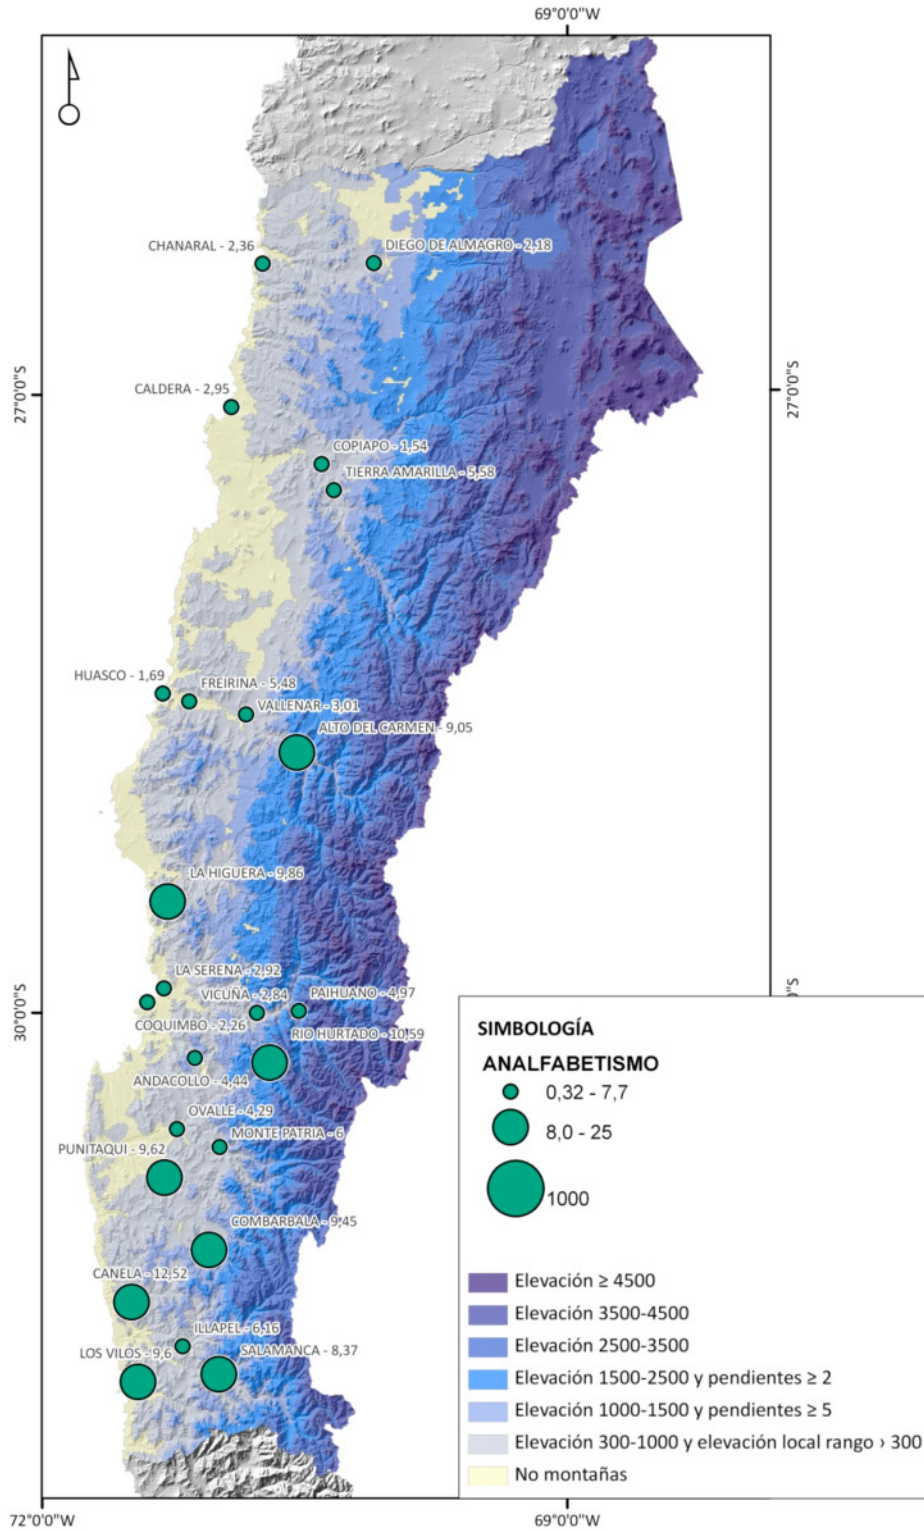 69°0'0"W
CHANARAL - 2,36
DIEGO DE ALMAGRO - 2,18
27°0'0"S
27°0'0"S
CALDERA - 2,95
COPIAPO - 1,54
TIERRA AMARILLA - 5,58
HUASCO - 1,69
FREIRINA - 5,48
VALLENAR - 3,01
ALTO DEL CARMEN - 9,05
LA HIGUERA - 9,86
LA SERENA - 2,92
VICUÑA - 2,84
PAIHUANO - 4,97
30°0'0"S
0"S
COQUIMBO - 2,26
RIO HURTADO - 10,59
ANDACOLLO - 4,44
OVALLE - 4,29
MONTE PATRIA - 6
PUNITAQUI - 9,62
COMBARBALA - 9,45
CANELA - 12,52
ILLAPEL - 6,16
LOS VILOS - 9,6
SALAMANCA - 8,37
SIMBOLOGÍA
ANALFABETISMO
0,32 - 7,7
8,0 - 25
1000
Elevación ≥ 4500
Elevación 3500-4500
Elevación 2500-3500
Elevación 1500-2500 y pendientes ≥ 2
Elevación 1000-1500 y pendientes ≥ 5
Elevación 300-1000 y elevación local rango › 300
No montañas
72°0'0"W
69°0'0"W